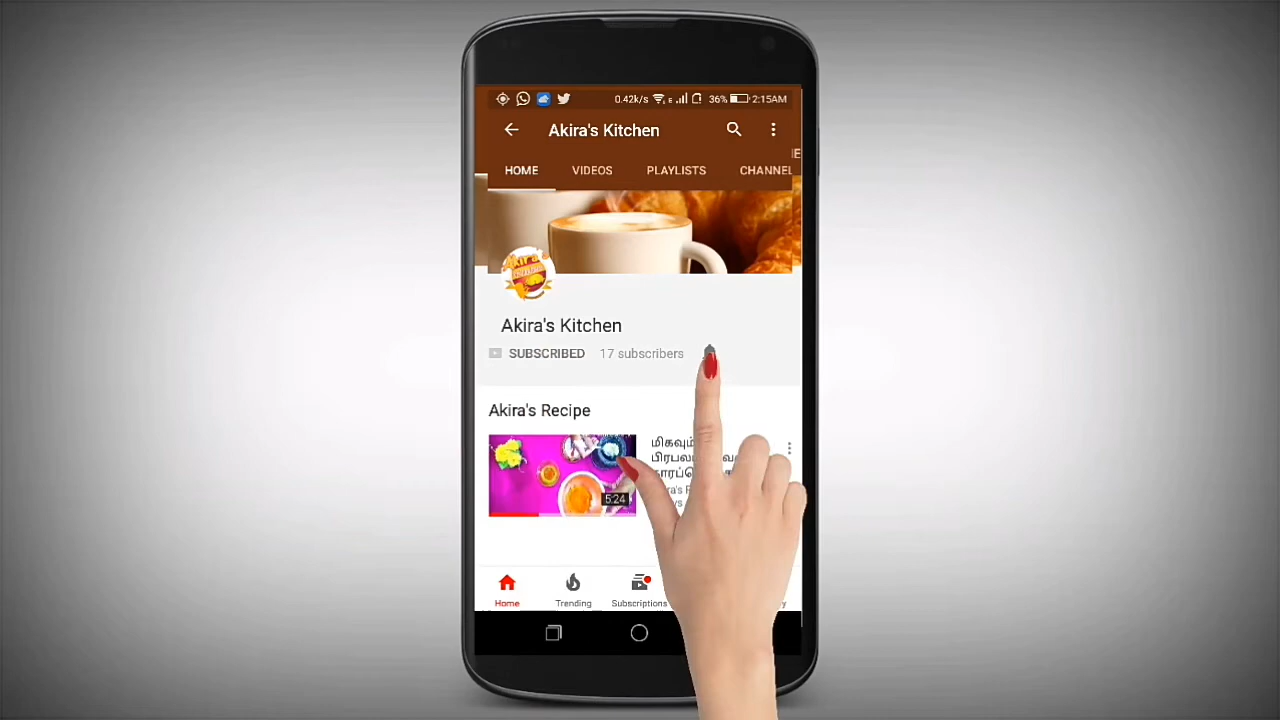 0.42k/s 36% 2:15AM
Akira's Kitchen
HOME VIDEOS PLAYLISTS CHANNEL
Akira's
Akira's Kitchen
SUBSCRIBED 17 subscribers
Akira's Recipe
மிகவும்
5:24
Home Trending Subscriptions